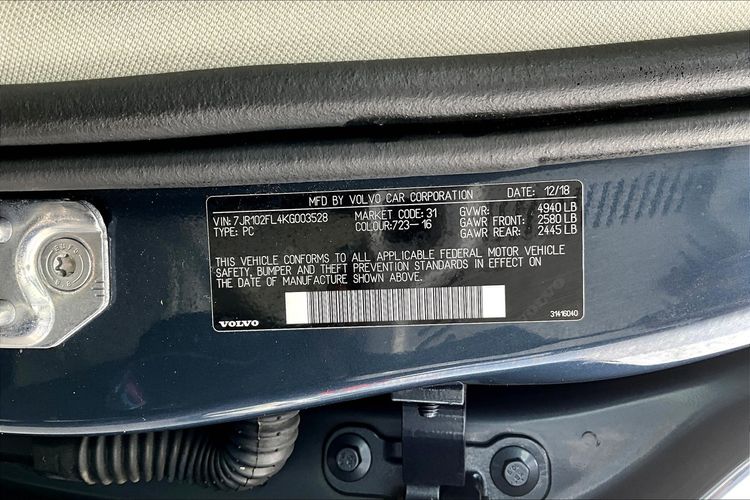 MFD BY VOLVO CAR CORPORATION DATE: 12/18
VIN: 7JR102FL4KG003528 MARKET CODE: 31 GVWR: 4940 LB
TYPE: PC COLOUR:723-16 GAWR FRONT: 2580 LB
GAWR REAR: 2445 LB
THIS VEHICLE CONFORMS TO ALL APPLICABLE FEDERAL MOTOR VEHICLE
SAFETY, BUMPER AND THEFT PREVENTION STANDARDS IN EFFECT ON
THE DATE OF MANUFACTURE SHOWN ABOVE.
VOLVO 31416040